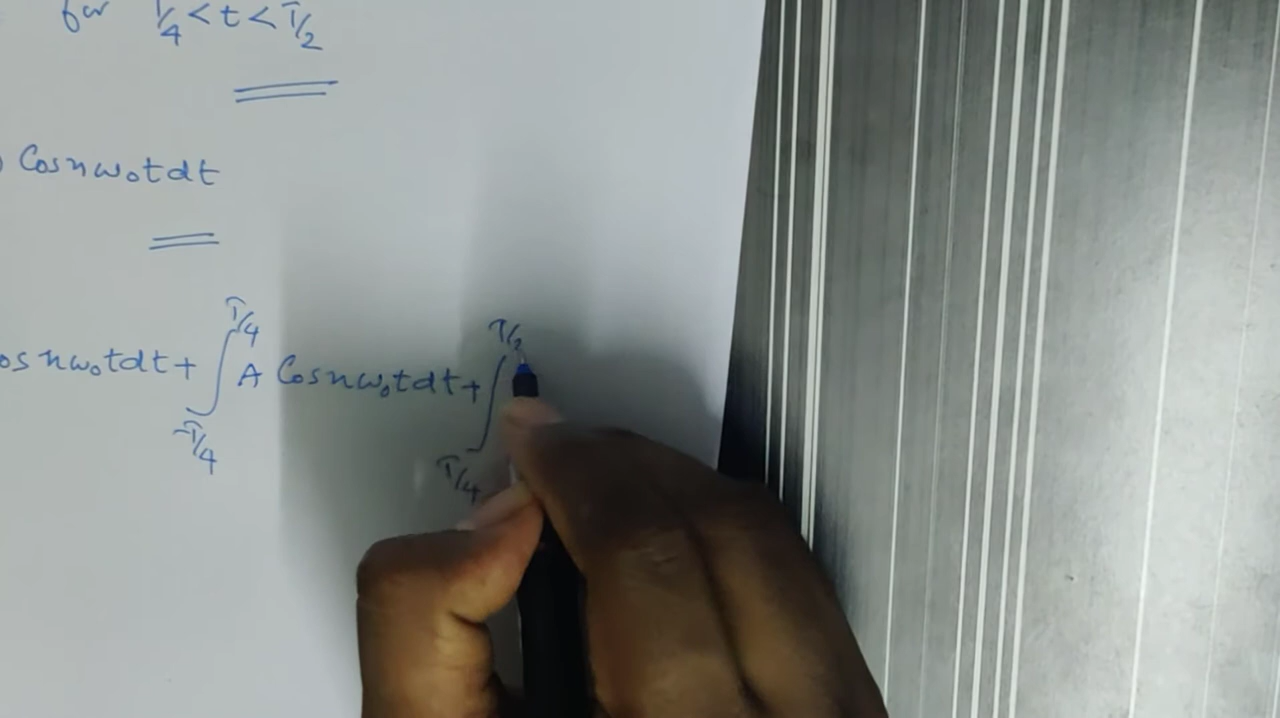 for T/4 < t < T/2
) Cosnω₀tdt
os nω₀tdt + ∫_{-T/4}^{T/4} A Cosnω₀tdt + ∫_{T/4}^{T/2}